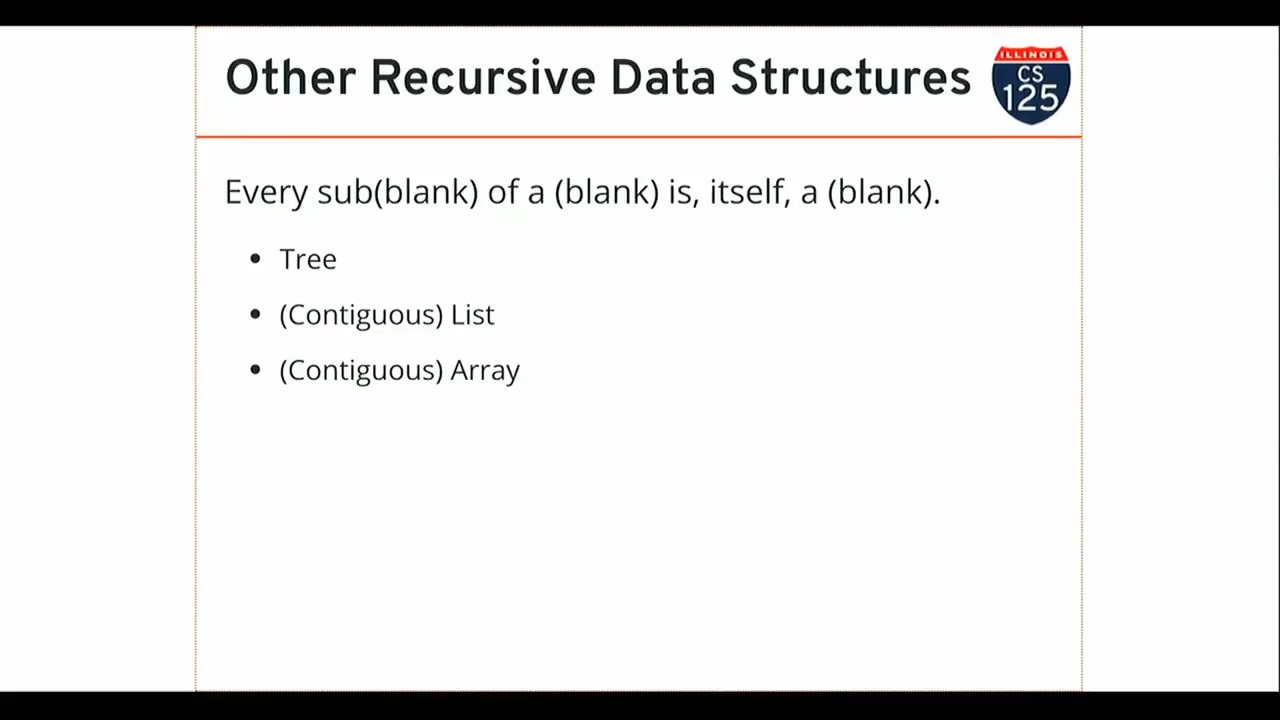 Other Recursive Data Structures
ILLINOIS
CS
125
Every sub(blank) of a (blank) is, itself, a (blank).
• Tree
• (Contiguous) List
• (Contiguous) Array